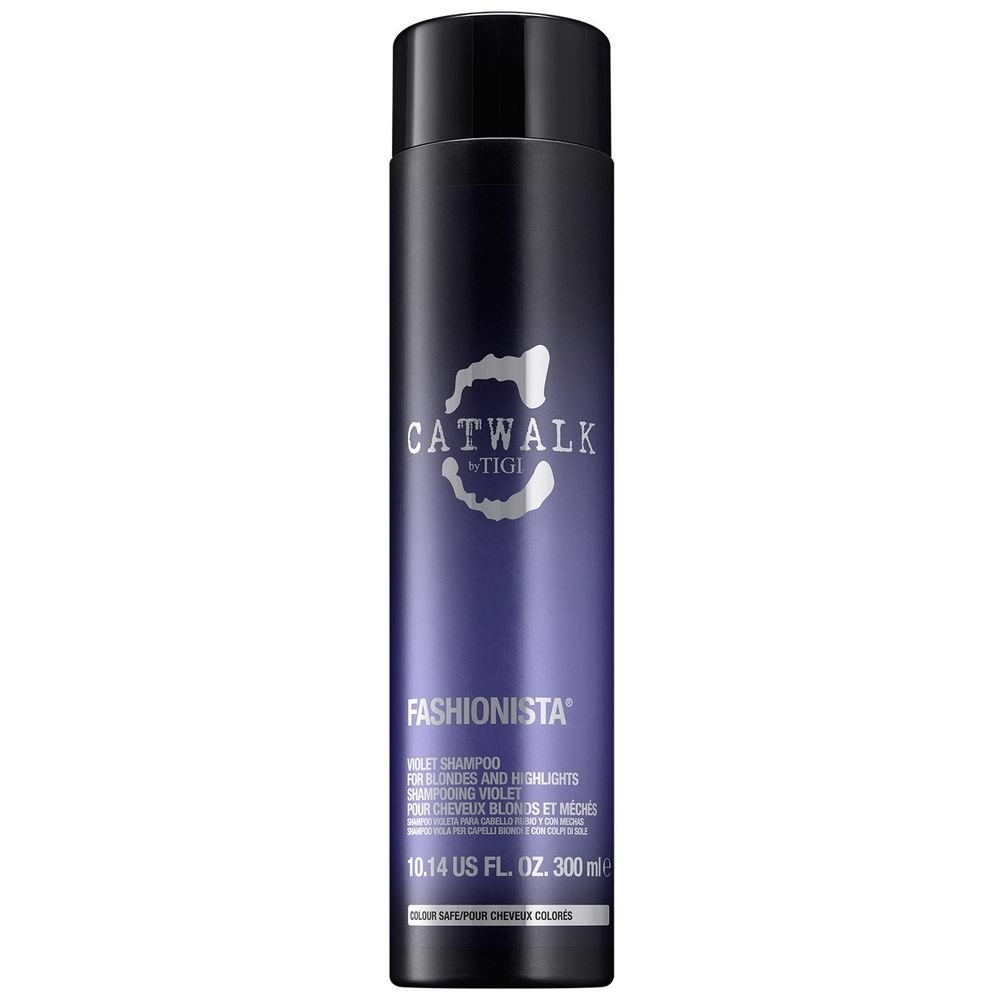 CATWALK
by TIGI
FASHIONISTA®
VIOLET SHAMPOO
FOR BLONDES AND HIGHLIGHTS
SHAMPOOING VIOLET
POUR CHEVEUX BLONDS ET MÉCHÉS
SHAMPOO VIOLETA PARA CABELLO RUBIO Y CON MECHAS
SHAMPOO VIOLA PER CAPELLI BIONDI E CON COLPI DI SOLE
10.14 US FL. OZ. 300 ml ℮
COLOUR SAFE/POUR CHEVEUX COLORÉS